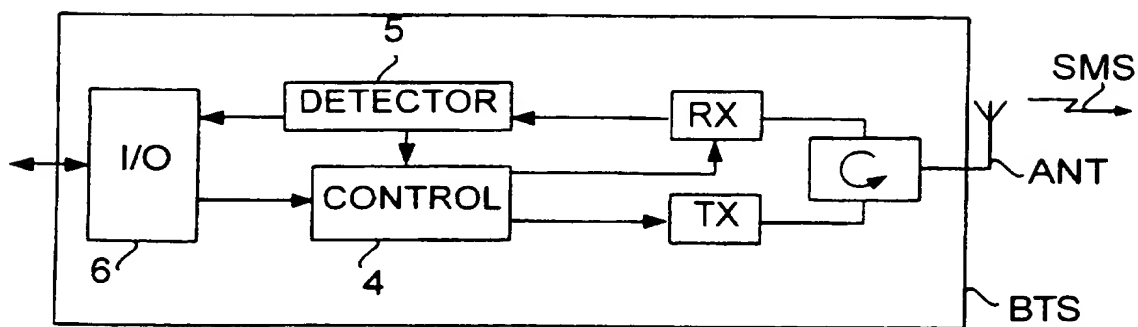 5
SMS
DETECTOR
RX
I/O
ANT
CONTROL
TX
6
4
BTS